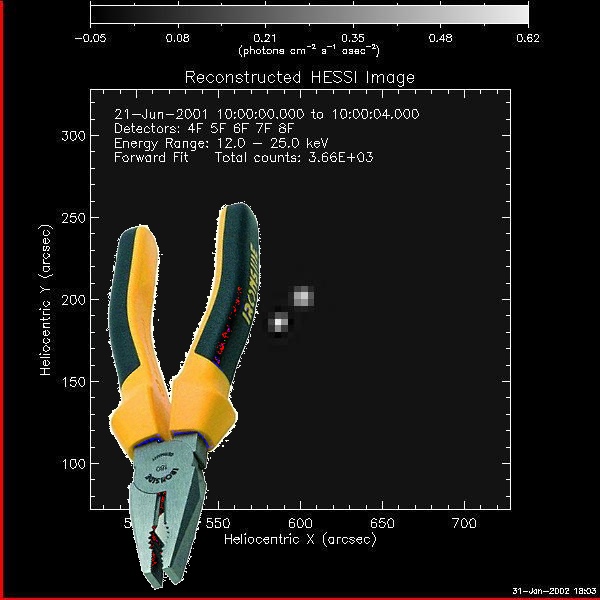 -0.05 0.08 0.21 0.35 0.48 0.62
(photons cm⁻² s⁻¹ asec⁻²)
Reconstructed HESSI Image
21-Jun-2001 10:00:00.000 to 10:00:04.000
Detectors: 4F 5F 6F 7F 8F
Energy Range: 12.0 - 25.0 keV
Forward Fit Total counts: 3.66E+03
300
250
200
150
100
Heliocentric Y (arcsec)
IRONSIDE
IRONSIDE
180
550 600 650 700
Heliocentric X (arcsec)
31-Jan-2002 18:03